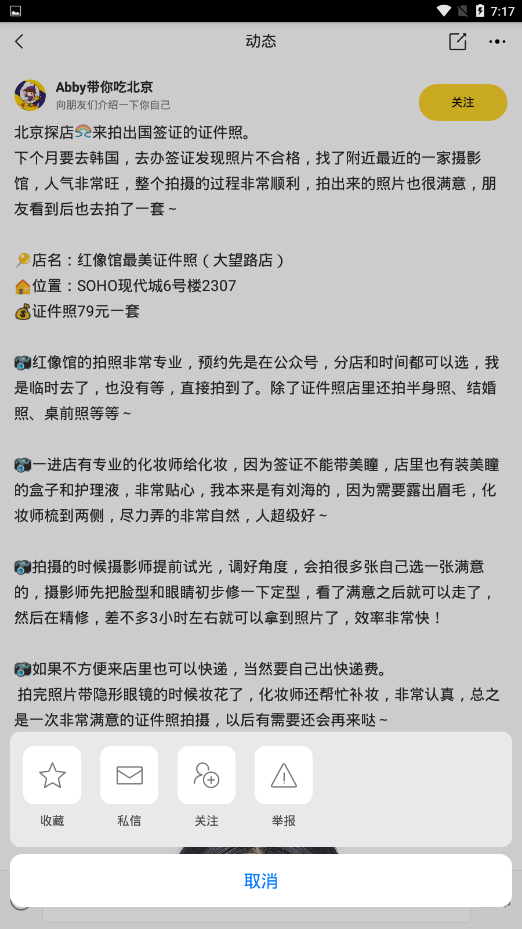 7:17
动态
Abby带你吃北京
向朋友们介绍一下你自己
关注
北京探店🌈来拍出国签证的证件照。
下个月要去韩国，去办签证发现照片不合格，找了附近最近的一家摄影
馆，人气非常旺，整个拍摄的过程非常顺利，拍出来的照片也很满意，朋
友看到后也去拍了一套～
🔎店名：红像馆最美证件照（大望路店）
🏠位置：SOHO现代城6号楼2307
💰证件照79元一套
📷红像馆的拍照非常专业，预约先是在公众号，分店和时间都可以选，我
是临时去了，也没有等，直接拍到了。除了证件照店里还拍半身照、结婚
照、桌前照等等～
📷一进店有专业的化妆师给化妆，因为签证不能带美瞳，店里也有装美瞳
的盒子和护理液，非常贴心，我本来是有刘海的，因为需要露出眉毛，化
妆师梳到两侧，尽力弄的非常自然，人超级好～
📷拍摄的时候摄影师提前试光，调好角度，会拍很多张自己选一张满意
的，摄影师先把脸型和眼睛初步修一下定型，看了满意之后就可以走了，
然后在精修，差不多3小时左右就可以拿到照片了，效率非常快！
📷如果不方便来店里也可以快递，当然要自己出快递费。
拍完照片带隐形眼镜的时候妆花了，化妆师还帮忙补妆，非常认真，总之
是一次非常满意的证件照拍摄，以后有需要还会再来哒～
收藏
私信
关注
举报
取消